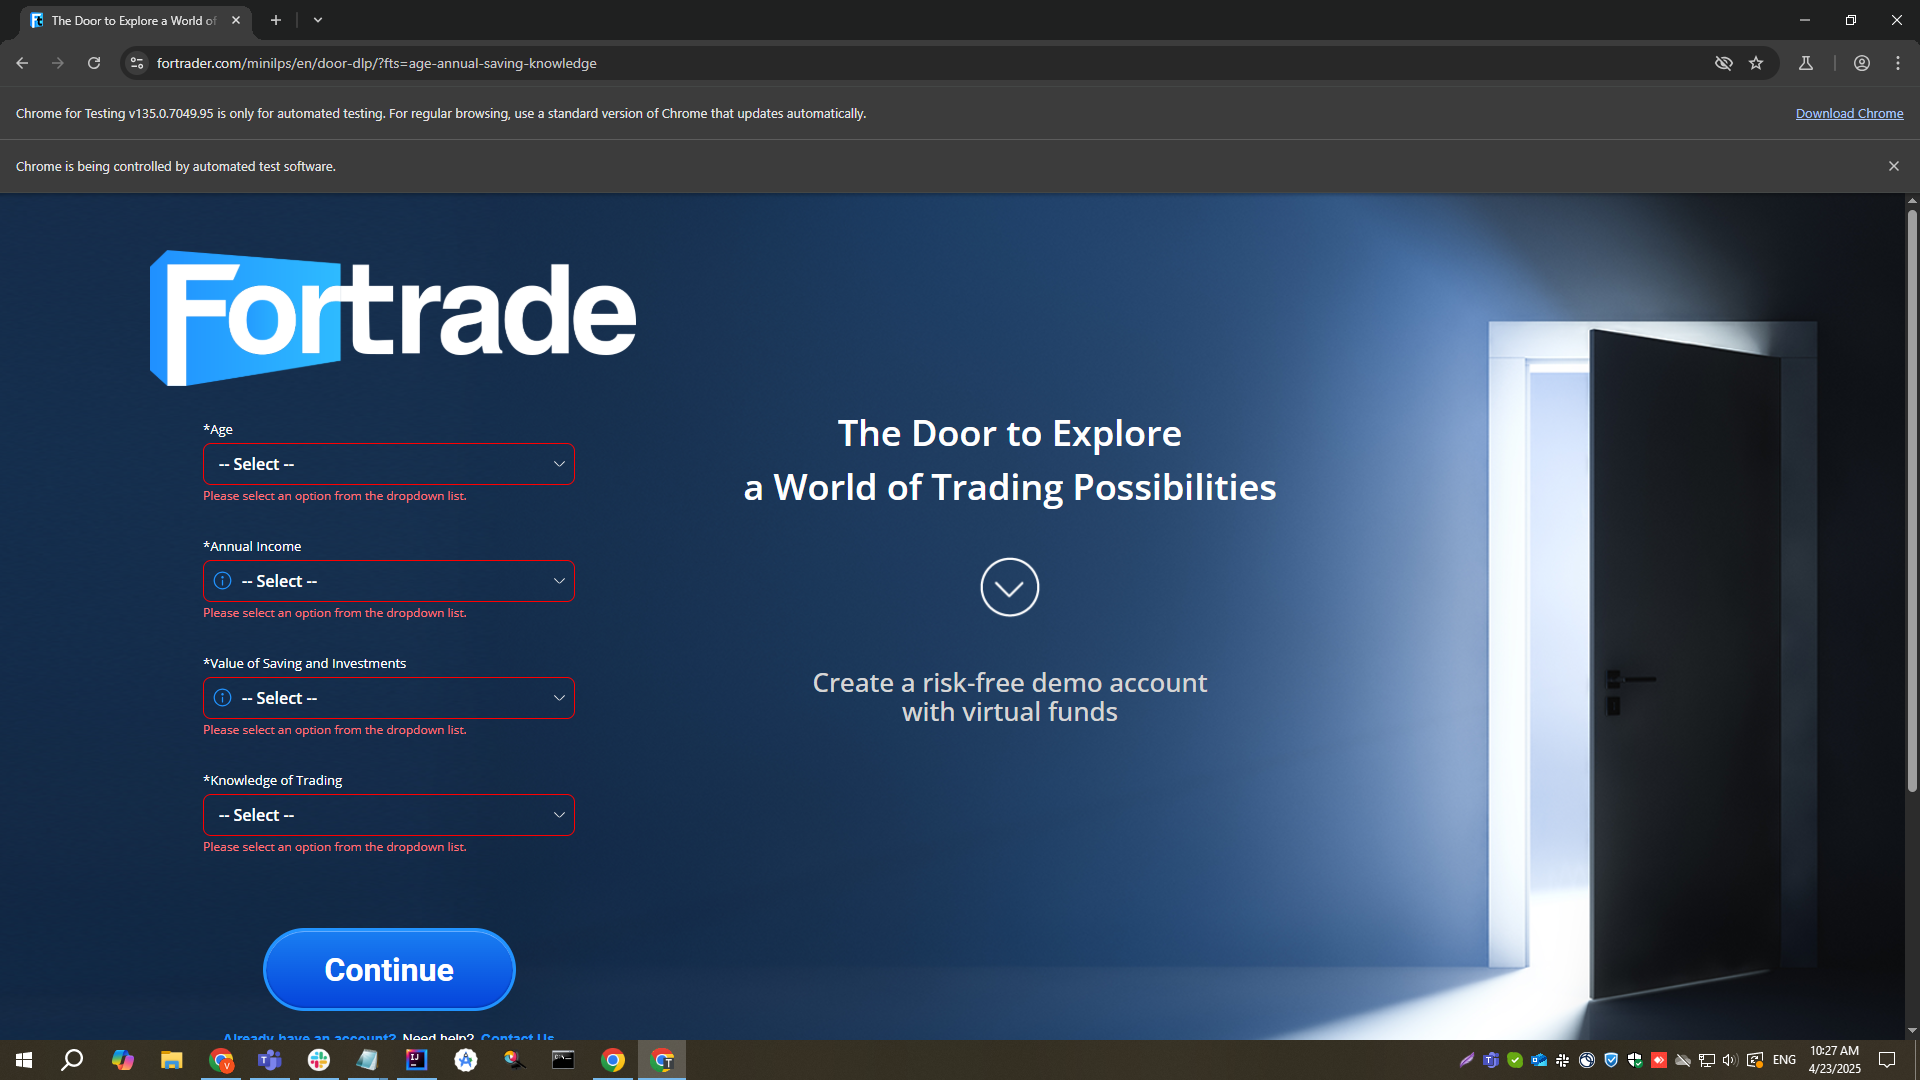 The Door to Explore a World of
fortrader.com/minilps/en/door-dlp/?fts=age-annual-saving-knowledge
Chrome for Testing v135.0.7049.95 is only for automated testing. For regular browsing, use a standard version of Chrome that updates automatically.
Download Chrome
Chrome is being controlled by automated test software.
Fortrade
*Age
-- Select --
Please select an option from the dropdown list.
*Annual Income
-- Select --
Please select an option from the dropdown list.
*Value of Saving and Investments
-- Select --
Please select an option from the dropdown list.
*Knowledge of Trading
-- Select --
Please select an option from the dropdown list.
Continue
Already have an account? Need help? Contact Us
The Door to Explore
a World of Trading Possibilities
Create a risk-free demo account
with virtual funds
ENG
10:27 AM
4/23/2025